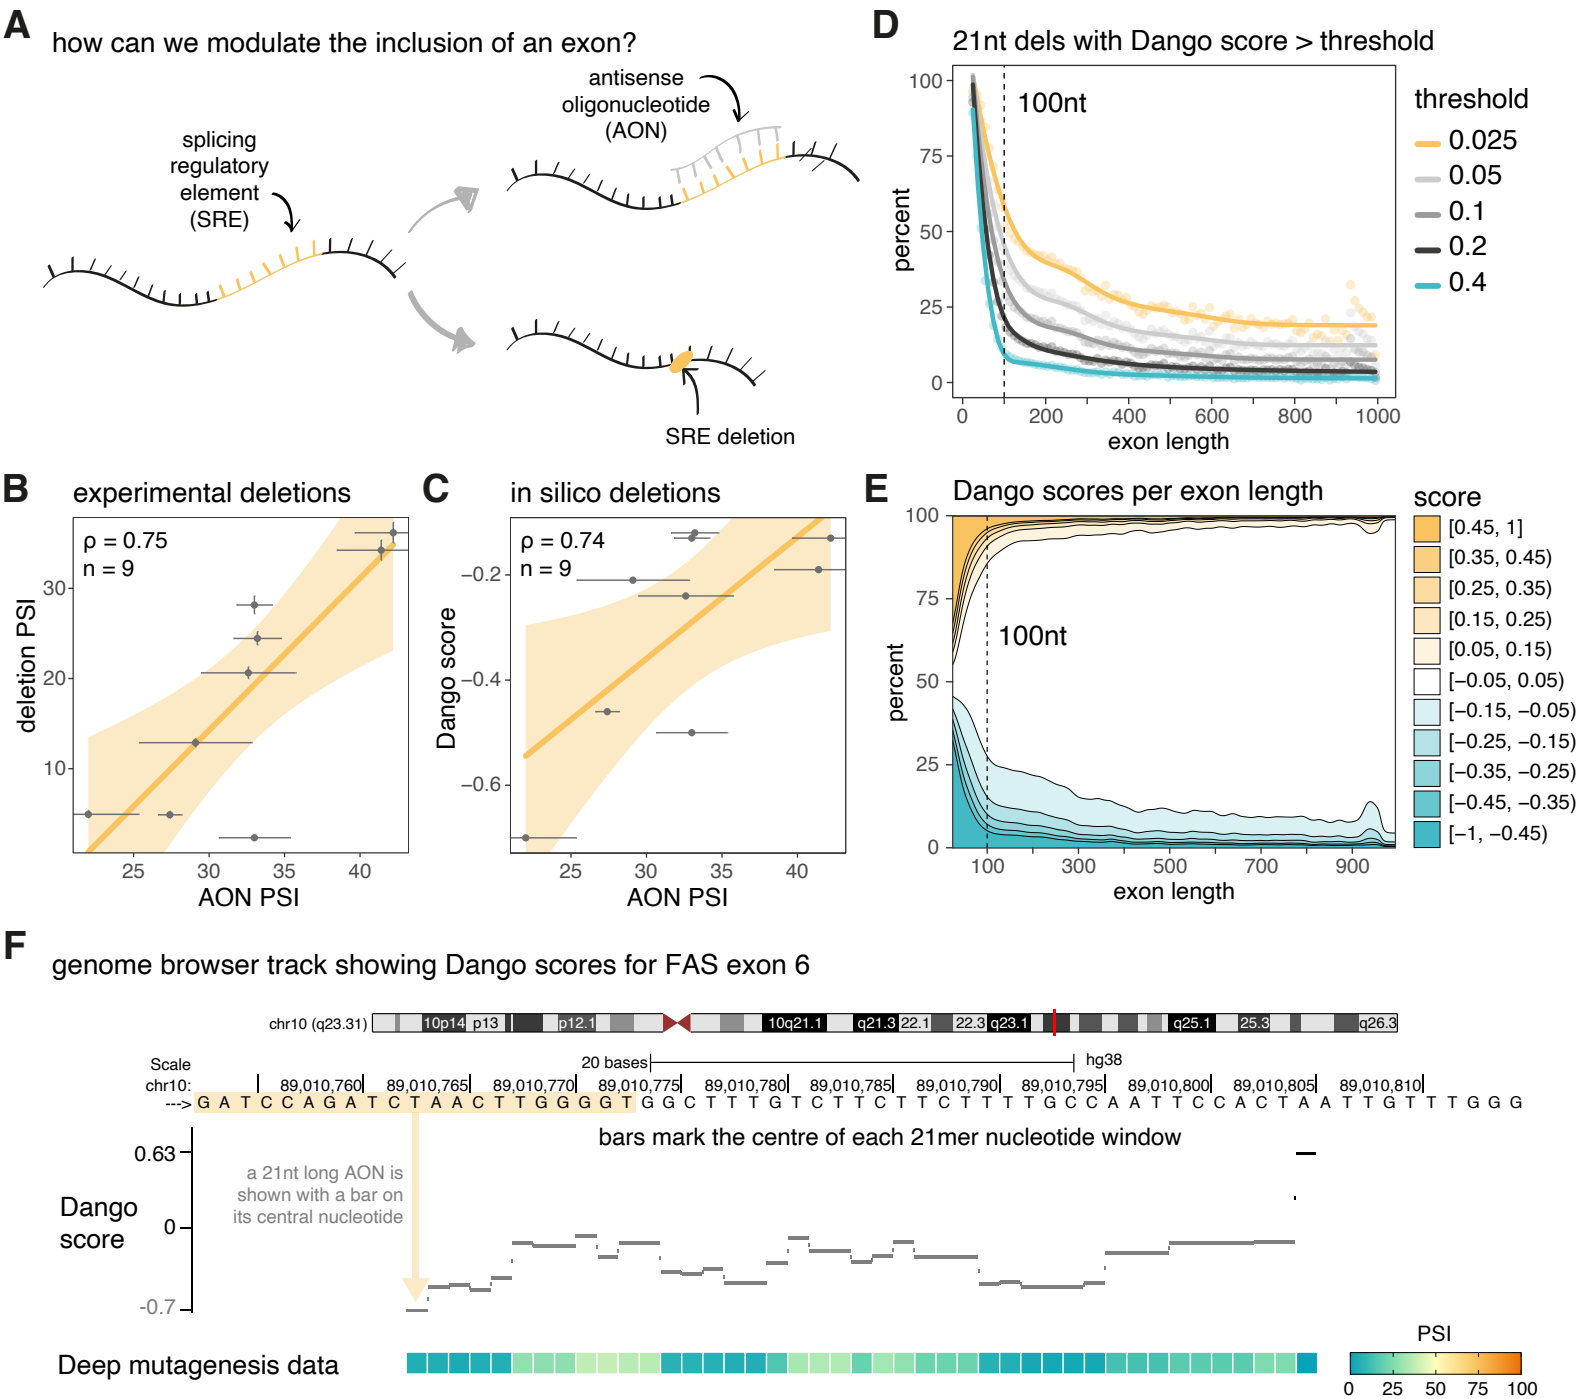 A
how can we modulate the inclusion of an exon?
splicing
regulatory
element
(SRE)
antisense
oligonucleotide
(AON)
SRE deletion
D
21nt dels with Dango score > threshold
100nt
percent
100
75
50
25
0
0 200 400 600 800 1000
exon length
threshold
0.025
0.05
0.1
0.2
0.4
B
experimental deletions
ρ = 0.75
n = 9
deletion PSI
30
20
10
25 30 35 40
AON PSI
C
in silico deletions
ρ = 0.74
n = 9
Dango score
−0.2
−0.4
−0.6
25 30 35 40
AON PSI
E
Dango scores per exon length
100nt
percent
100
75
50
25
0
100 300 500 700 900
exon length
score
[0.45, 1]
[0.35, 0.45)
[0.25, 0.35)
[0.15, 0.25)
[0.05, 0.15)
[−0.05, 0.05)
[−0.15, −0.05)
[−0.25, −0.15)
[−0.35, −0.25)
[−0.45, −0.35)
[−1, −0.45)
F
genome browser track showing Dango scores for FAS exon 6
chr10 (q23.31) 10p14 p13 p12.1 10q21.1 q21.3 22.1 22.3 q23.1 q25.1 25.3 q26.3
Scale 20 bases hg38
chr10: 89,010,760 89,010,765 89,010,770 89,010,775 89,010,780 89,010,785 89,010,790 89,010,795 89,010,800 89,010,805 89,010,810
---> G A T C C A G A T C T A A C T T G G G G T G G C T T T G T C T T C T T C T T T T G C C A A T T C C A C T A A T T G T T T G G G
bars mark the centre of each 21mer nucleotide window
a 21nt long AON is
shown with a bar on
its central nucleotide
Dango
score
0.63
0
-0.7
Deep mutagenesis data
PSI
0 25 50 75 100